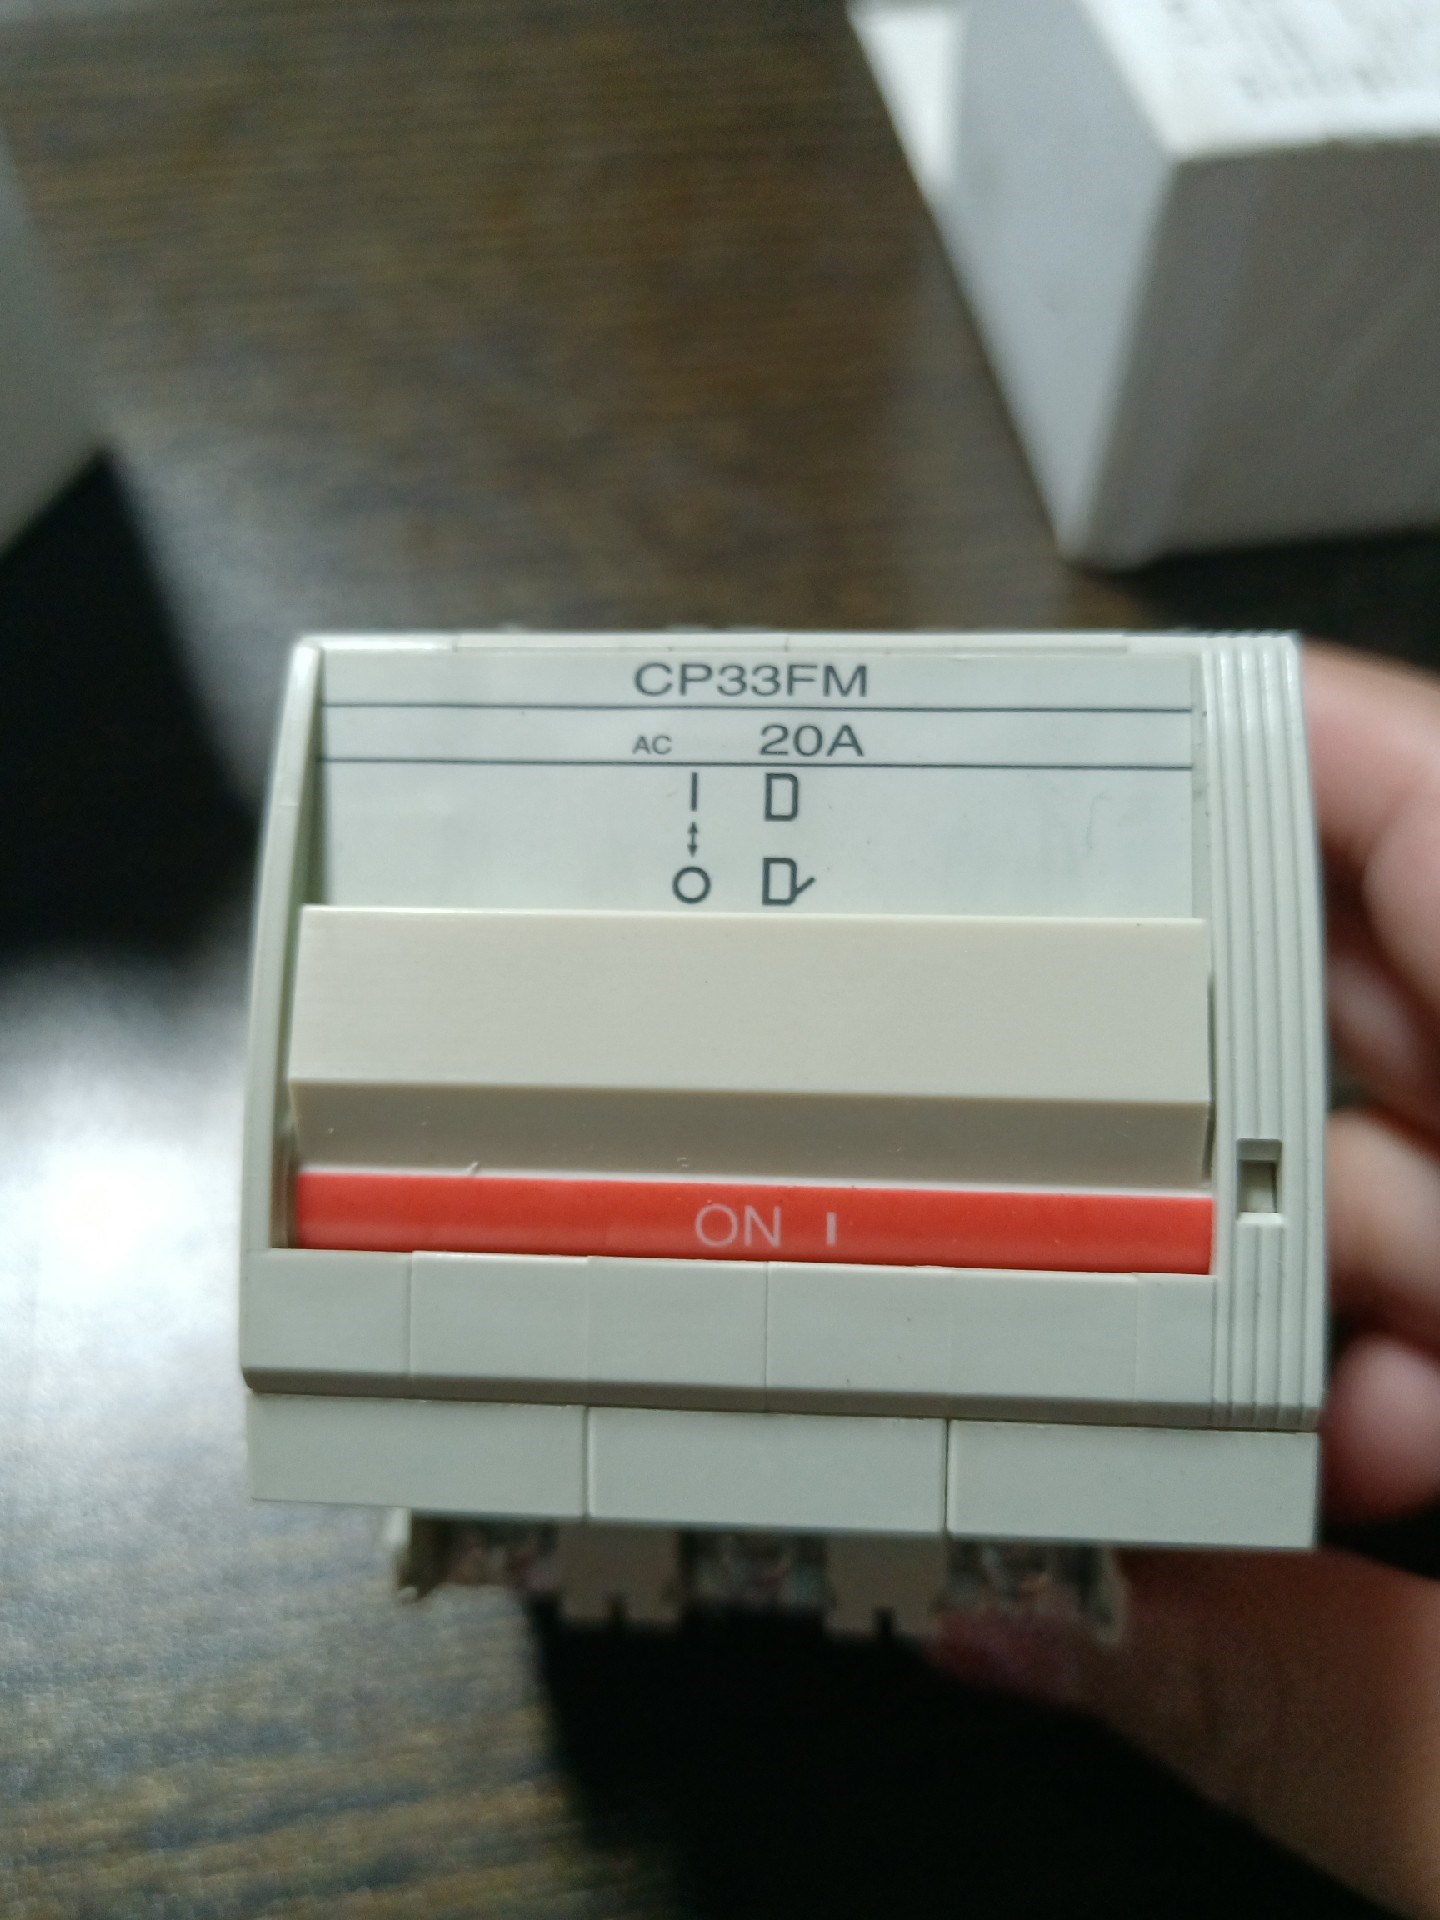 CP33FM
AC 20A
I
O
ON I